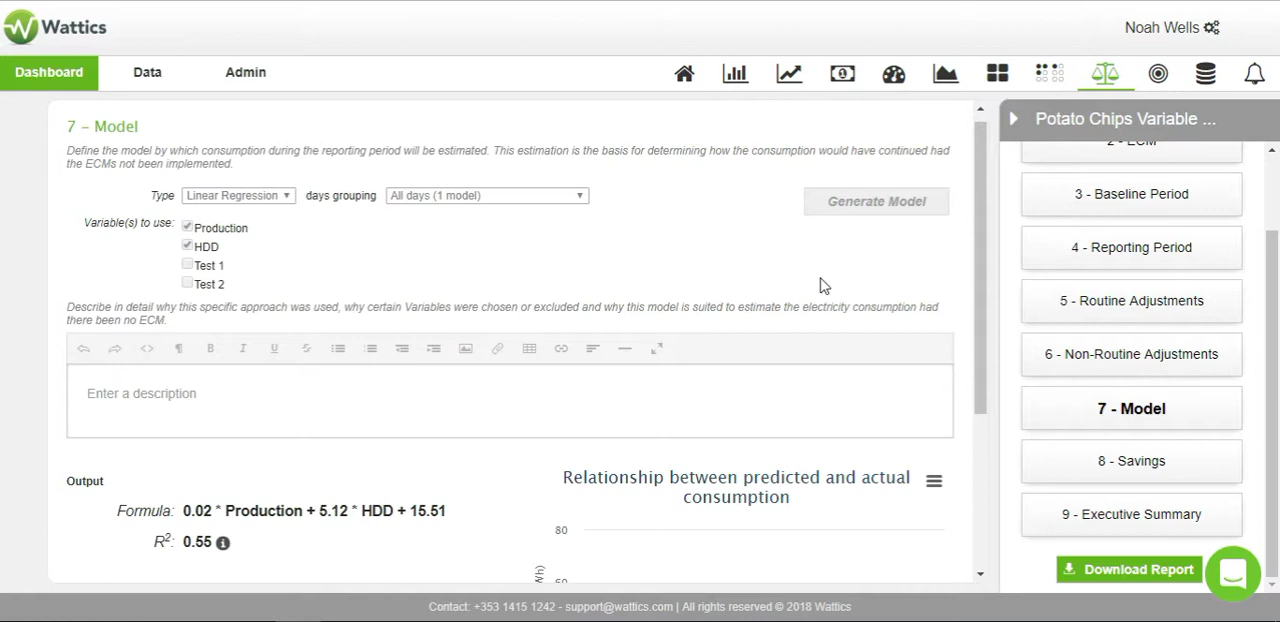 Wattics
Noah Wells
Dashboard
Data
Admin
7 – Model
Define the model by which consumption during the reporting period will be estimated. This estimation is the basis for determining how the consumption would have continued had
the ECMs not been implemented.
Type Linear Regression days grouping All days (1 model)
Generate Model
Variable(s) to use: Production
HDD
Test 1
Test 2
Describe in detail why this specific approach was used, why certain Variables were chosen or excluded and why this model is suited to estimate the electricity consumption had
there been no ECM.
Enter a description
Output
Formula: 0.02 * Production + 5.12 * HDD + 15.51
R2: 0.55
Relationship between predicted and actual
consumption
80
Potato Chips Variable ...
2 - ECM
3 - Baseline Period
4 - Reporting Period
5 - Routine Adjustments
6 - Non-Routine Adjustments
7 - Model
8 - Savings
9 - Executive Summary
Download Report
Contact: +353 1415 1242 - support@wattics.com | All rights reserved © 2018 Wattics